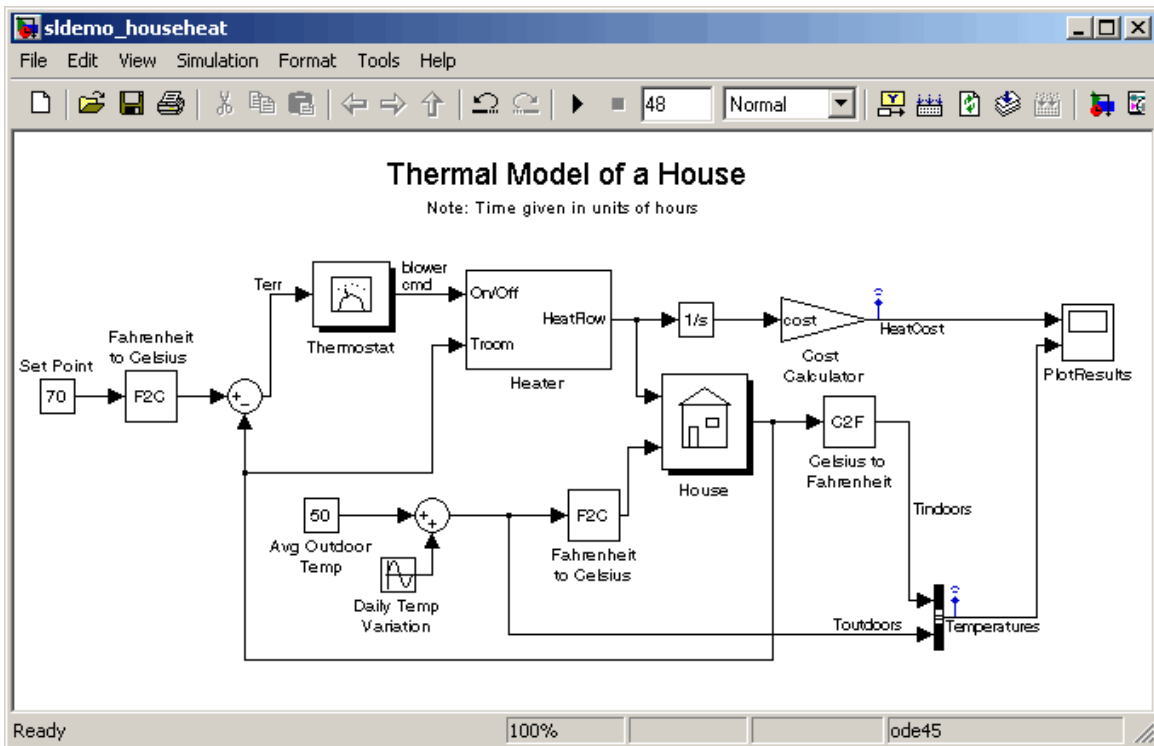 sldemo_househeat
File Edit View Simulation Format Tools Help
48 Normal
Thermal Model of a House
Note: Time given in units of hours
blower
cmd
Terr
On/Off
HeatFlow
Troom
Heater
Thermostat
1/s
cost
HeatCost
Cost
Calculator
PlotResults
Fahrenheit
to Celsius
Set Point
70
F2C
+
-
House
C2F
Celsius to
Fahrenheit
50
Avg Outdoor
Temp
+
+
F2C
Fahrenheit
to Celsius
Daily Temp
Variation
Tindoors
Toutdoors
Temperatures
Ready 100% ode45